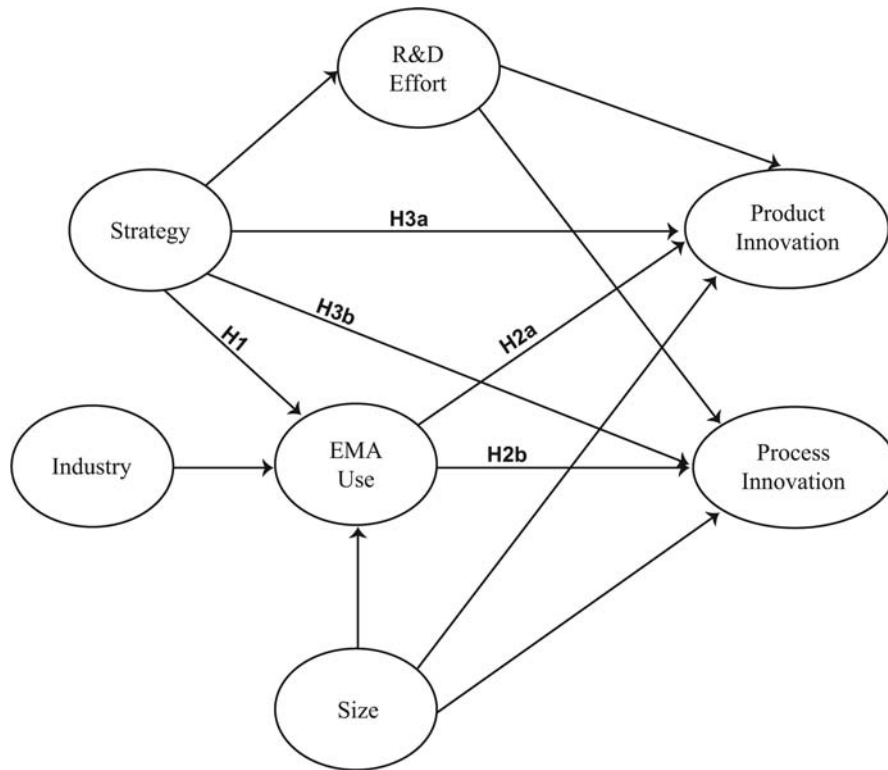 R&D
Effort
Strategy
H3a
Product
Innovation
H3b
H1
H2a
Industry
EMA
Use
H2b
Process
Innovation
Size